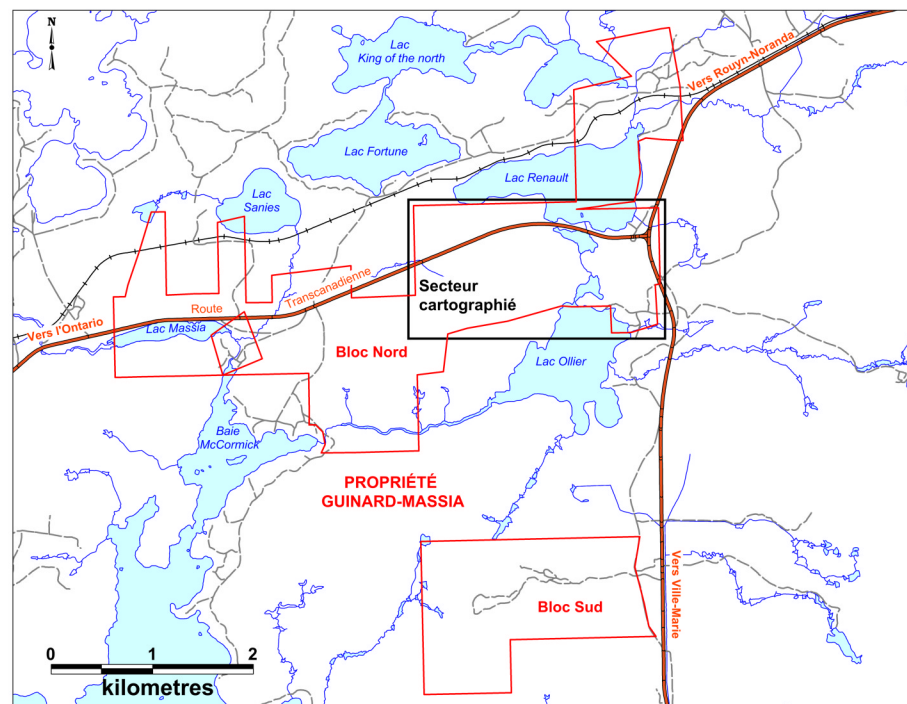 N
Lac
King of the north
Vers Rouyn-Noranda
Lac Fortune
Lac Renault
Lac
Sanies
Secteur
cartographié
Transcanadienne
Route
Vers l'Ontario
Lac Massia
Bloc Nord
Lac Ollier
Baie
McCormick
PROPRIÉTÉ
GUINARD-MASSIA
Vers Ville-Marie
Bloc Sud
0 1 2
kilometres